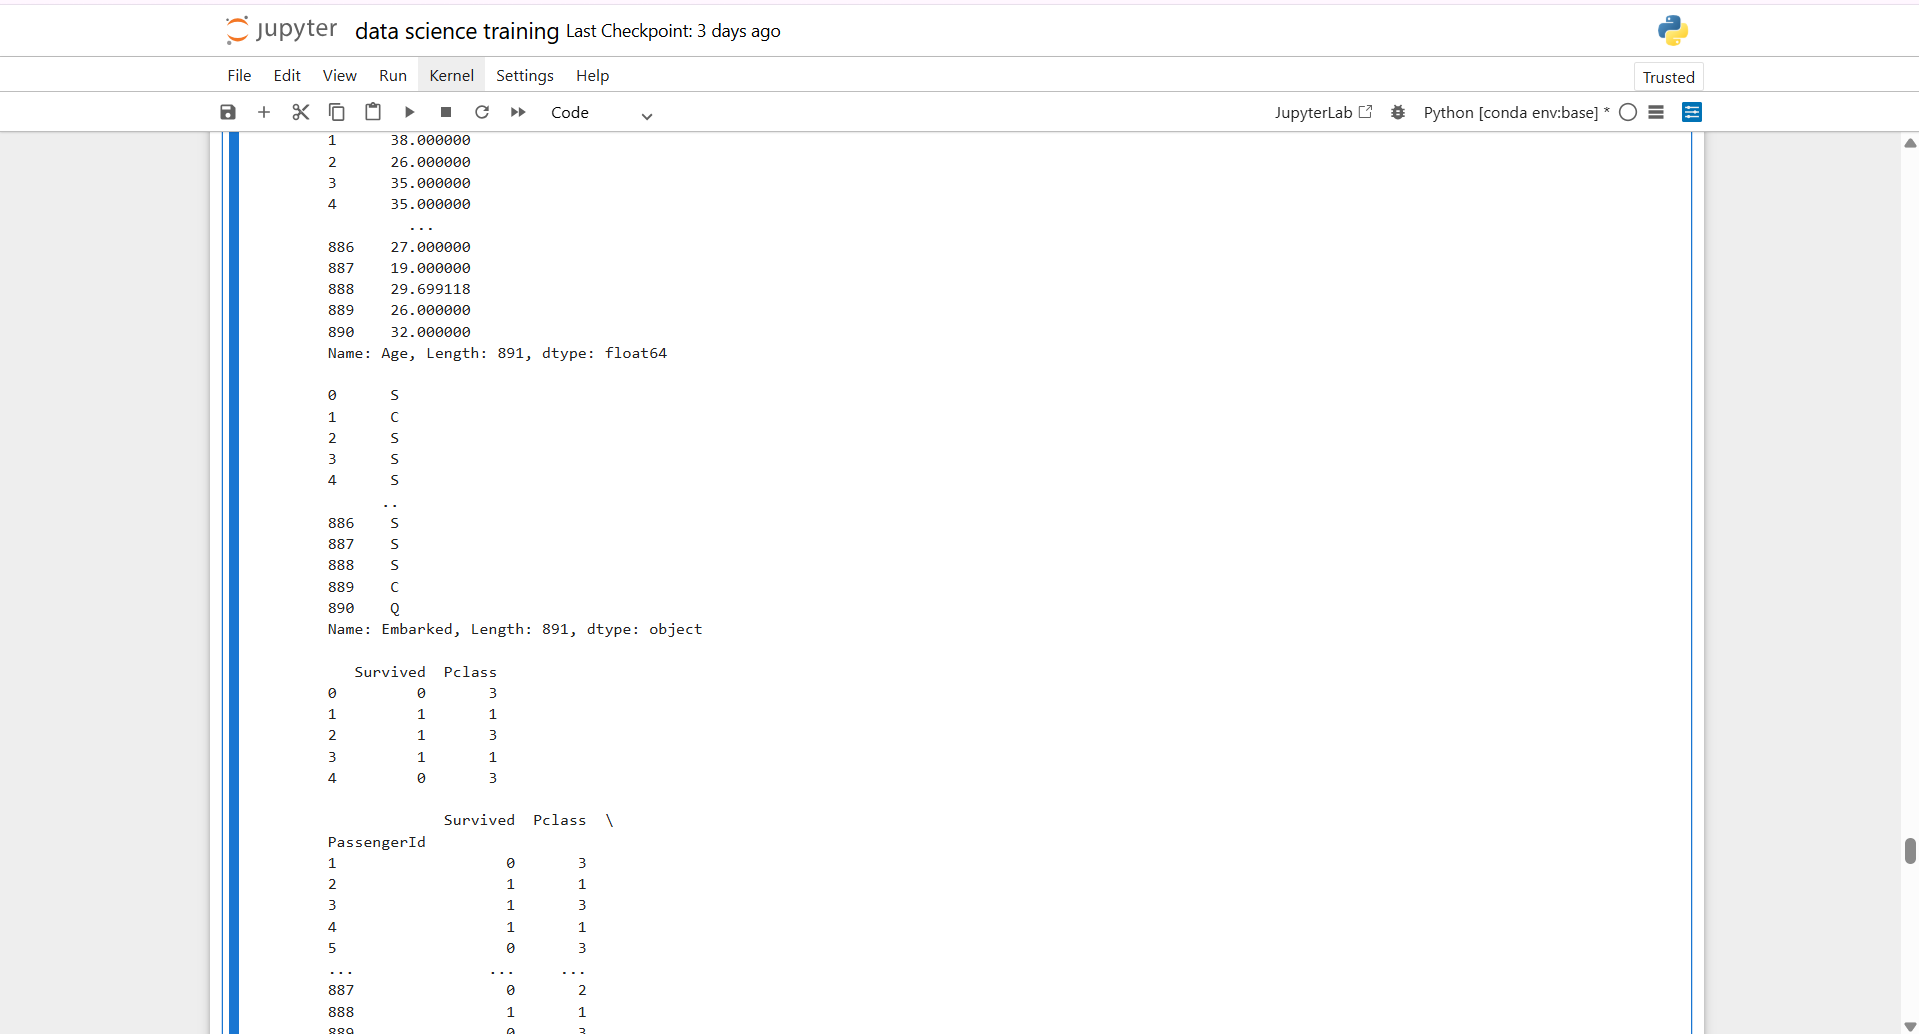 jupyter data science training Last Checkpoint: 3 days ago
File Edit View Run Kernel Settings Help Trusted
Code JupyterLab Python [conda env:base] *
1 38.000000
2 26.000000
3 35.000000
4 35.000000
...
886 27.000000
887 19.000000
888 29.699118
889 26.000000
890 32.000000
Name: Age, Length: 891, dtype: float64
0 S
1 C
2 S
3 S
4 S
..
886 S
887 S
888 S
889 C
890 Q
Name: Embarked, Length: 891, dtype: object
Survived Pclass
0 0 3
1 1 1
2 1 3
3 1 1
4 0 3
Survived Pclass \
PassengerId
1 0 3
2 1 1
3 1 3
4 1 1
5 0 3
... ... ...
887 0 2
888 1 1
889 0 3